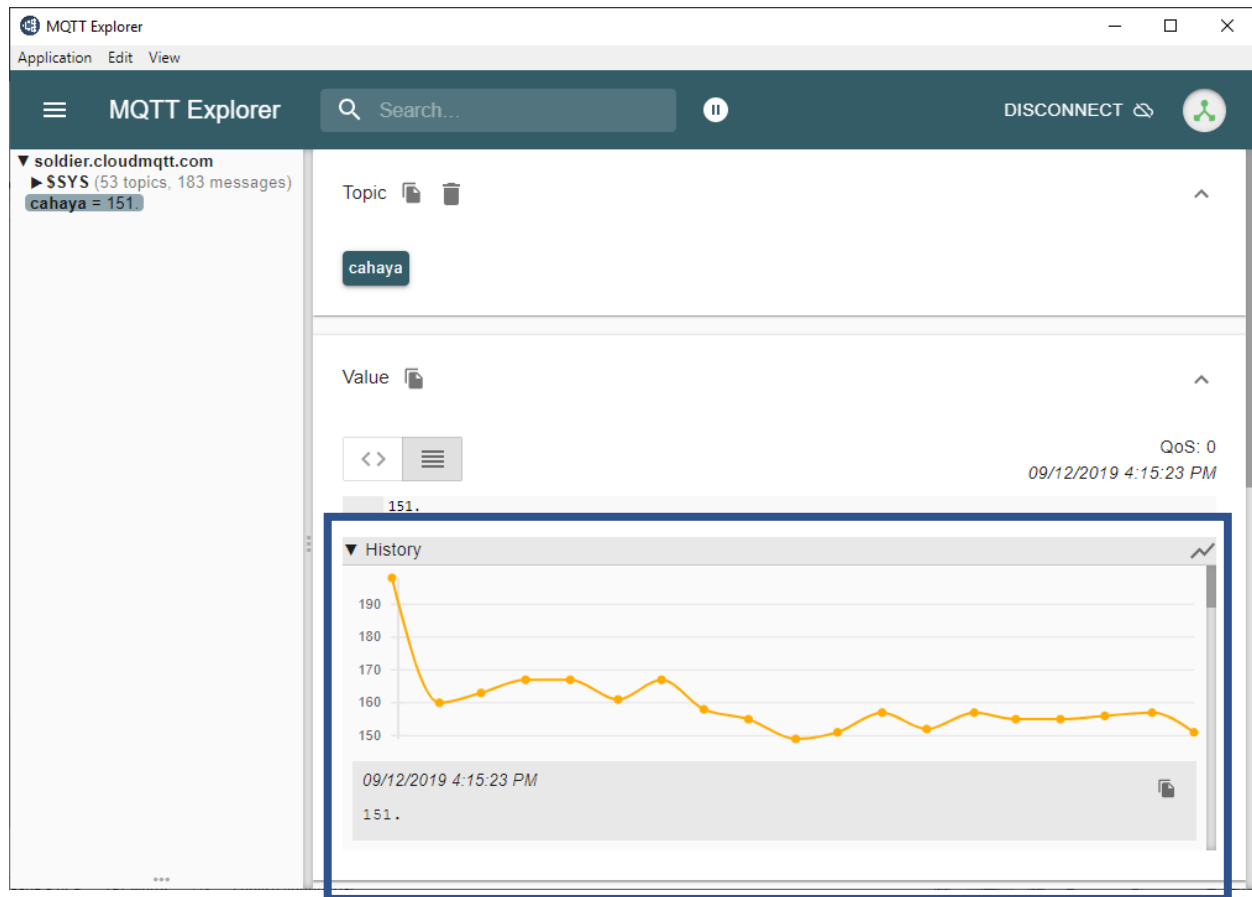 MQTT Explorer
Application Edit View
MQTT Explorer
Search...
DISCONNECT
▼ soldier.cloudmqtt.com
▶ $SYS (53 topics, 183 messages)
cahaya = 151.
Topic
cahaya
Value
QoS: 0
09/12/2019 4:15:23 PM
151.
▼ History
190
180
170
160
150
09/12/2019 4:15:23 PM
151.